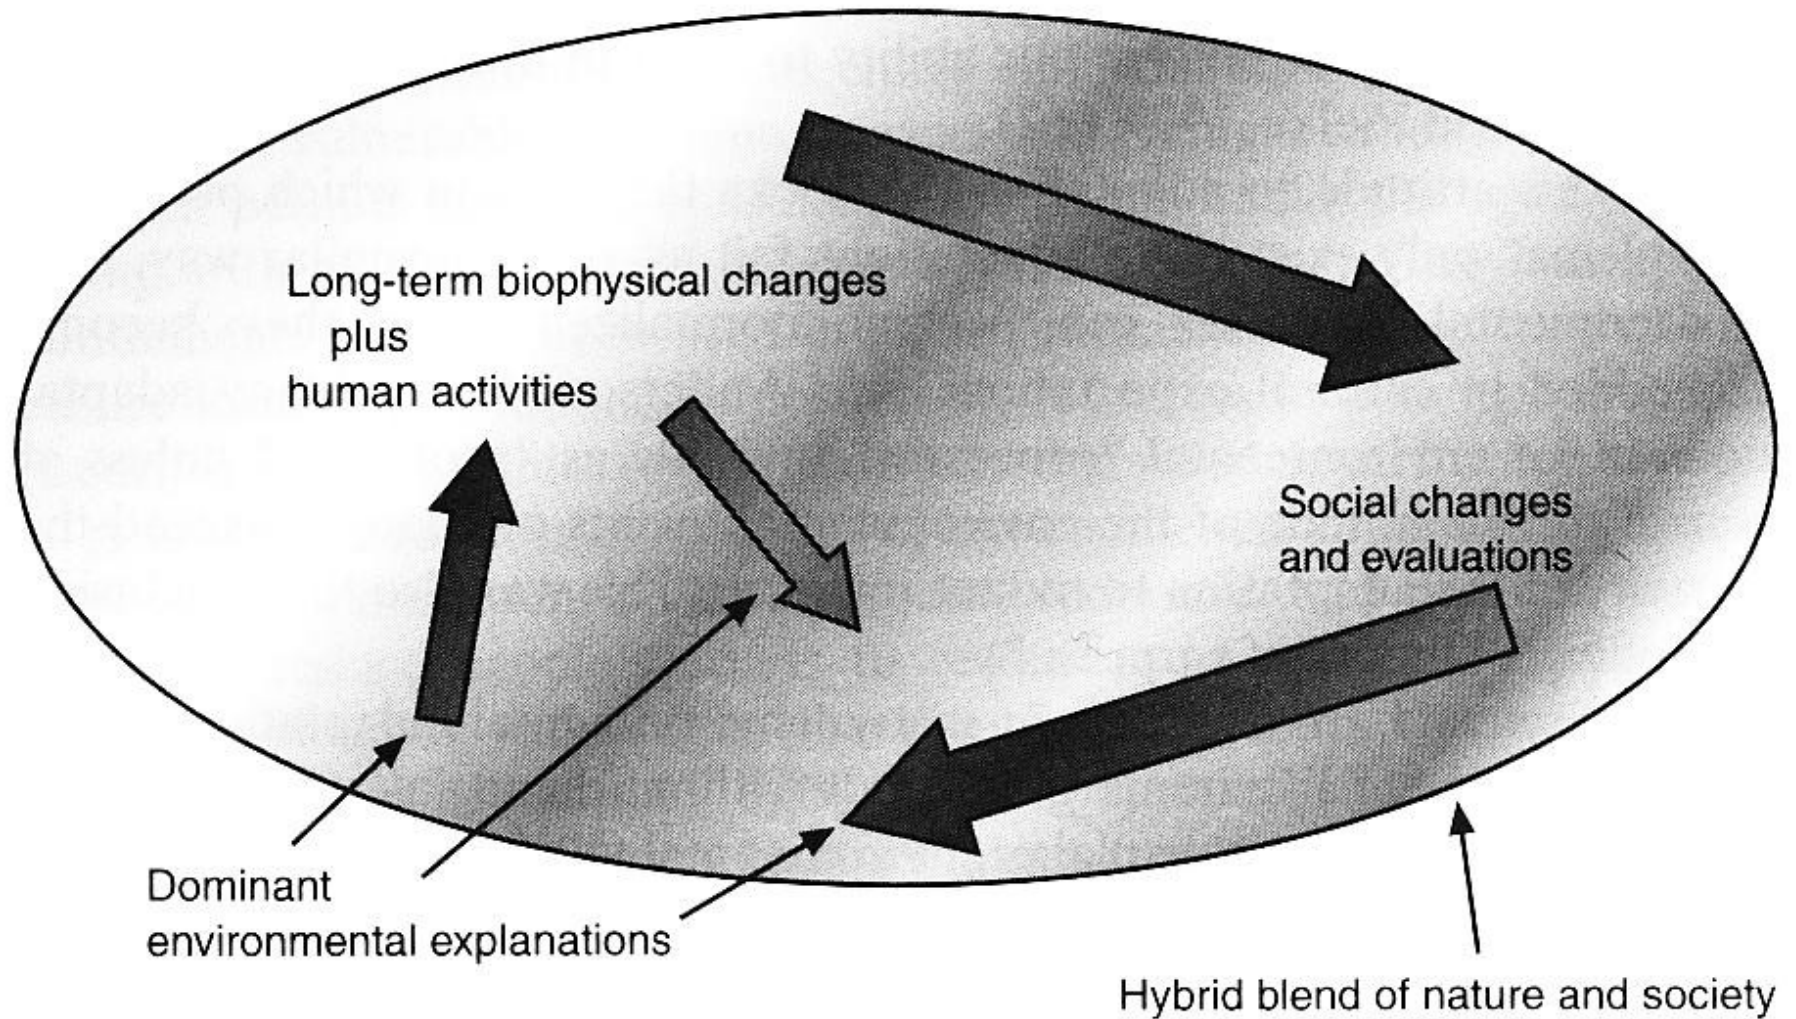 Long-term biophysical changes
plus
human activities
Social changes
and evaluations
Dominant
environmental explanations
Hybrid blend of nature and society